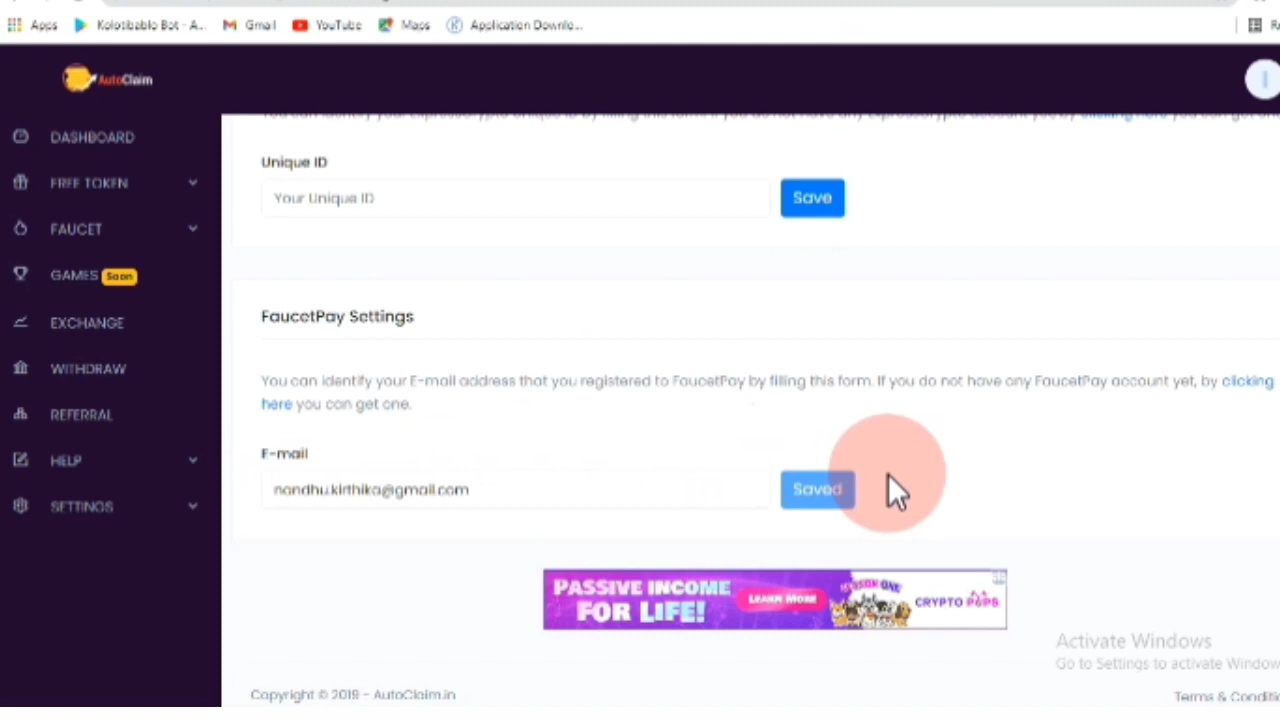 Apps Kolotibablo Bot - A... Gmail YouTube Maps Application Downlo...
AutoClaim
DASHBOARD
FREE TOKEN
FAUCET
GAMES Soon
EXCHANGE
WITHDRAW
REFERRAL
HELP
SETTINGS
Unique ID
Your Unique ID Save
FaucetPay Settings
You can identify your E-mail address that you registered to FaucetPay by filling this form. If you do not have any FaucetPay account yet, by clicking
here you can get one.
E-mail
nandhu.kirthika@gmail.com Saved
PASSIVE INCOME
FOR LIFE!
LEARN MORE
SEASON ONE
CRYPTO POPS
Activate Windows
Go to Settings to activate Window
Copyright © 2019 - AutoClaim.in
Terms & Conditio